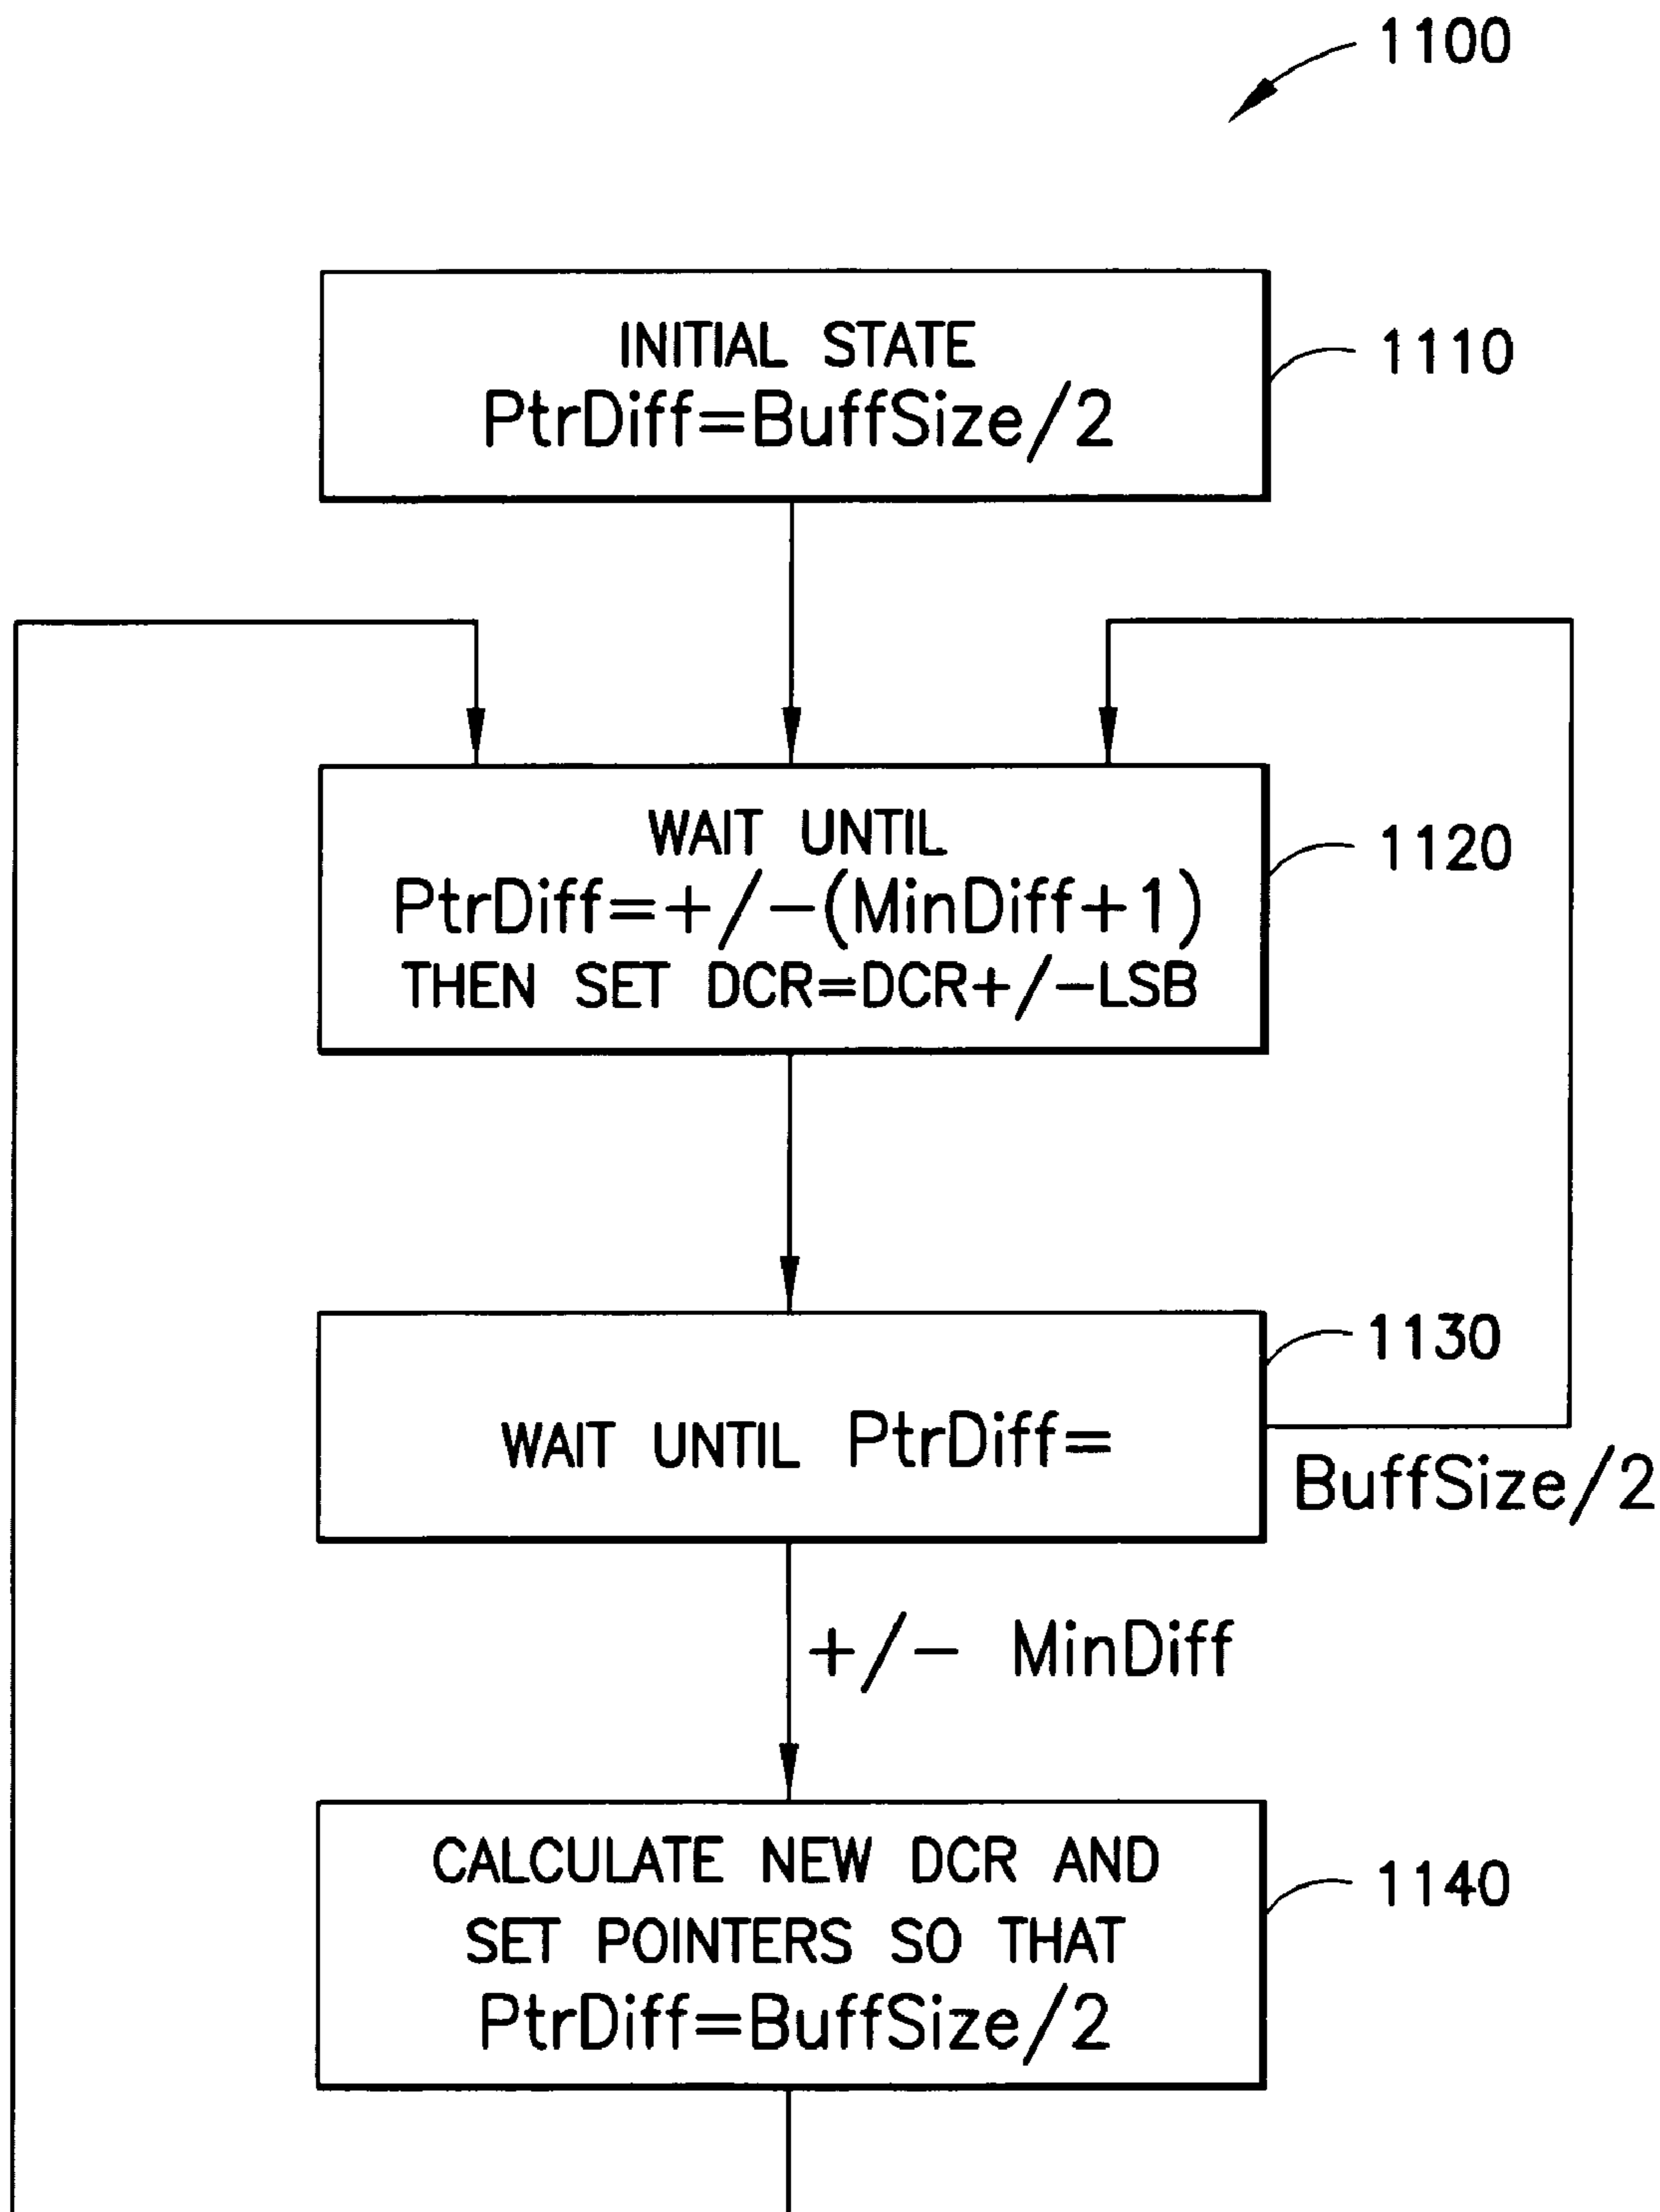 1100
INITIAL STATE
PtrDiff=BuffSize/2
1110
WAIT UNTIL
PtrDiff=+/-(MinDiff+1)
THEN SET DCR=DCR+/-LSB
1120
WAIT UNTIL PtrDiff=
1130
BuffSize/2
+/- MinDiff
CALCULATE NEW DCR AND
SET POINTERS SO THAT
PtrDiff=BuffSize/2
1140